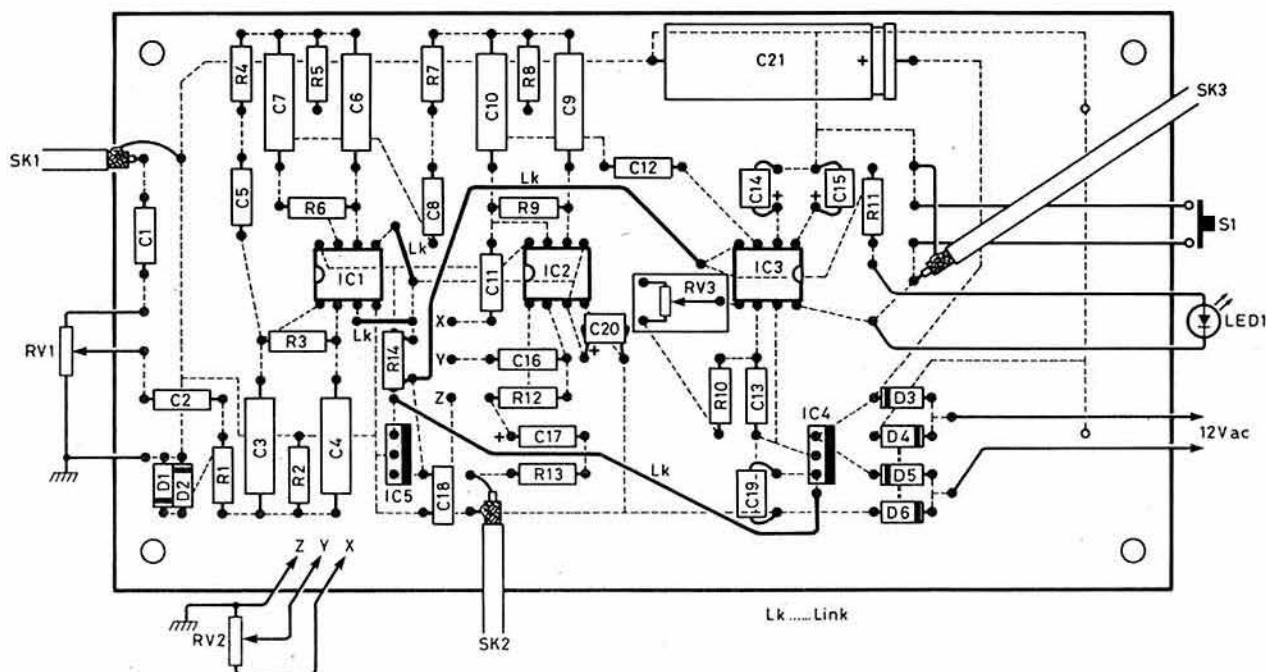 R4
C7
R5
C6
R7
C10
R8
C9
C21
+
SK3
SK1
C1
C5
R6
C8
Lk
Lk
R9
C12
C14
+
C15
+
R11
S1
IC1
C11
IC2
IC3
RV3
LED1
RV1
R3
Lk
R14
X
Y
Z
C20
+
C16
R12
R10
C13
IC4
D3
D4
12Vac
C2
C3
C4
R1
R2
D1
D2
IC5
+
C17
R13
C18
Lk
C19
D5
D6
Z Y X
RV2
SK2
Lk.....Link